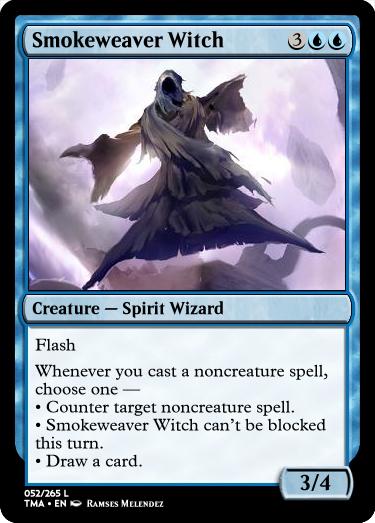 Smokeweaver Witch 3
Creature — Spirit Wizard
Flash
Whenever you cast a noncreature spell,
choose one —
• Counter target noncreature spell.
• Smokeweaver Witch can't be blocked
this turn.
• Draw a card.
052/265 L
TMA • EN Ramses Melendez
3/4